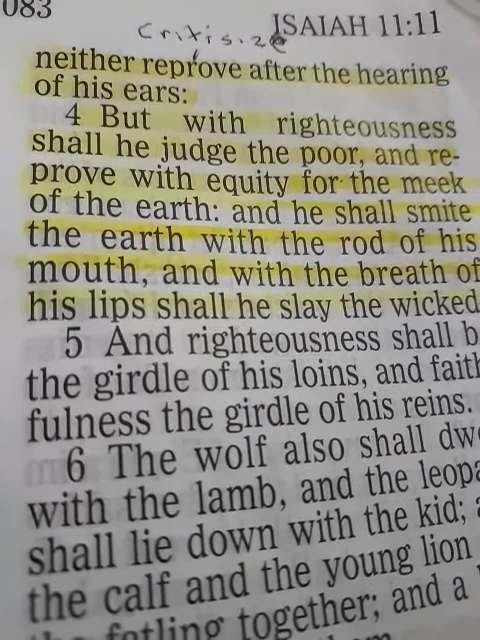 083
ISAIAH 11:11
Critisize
neither reprove after the hearing
of his ears:
4 But with righteousness
shall he judge the poor, and re-
prove with equity for the meek
of the earth: and he shall smite
the earth with the rod of his
mouth, and with the breath of
his lips shall he slay the wicked
5 And righteousness shall b
the girdle of his loins, and faith
fulness the girdle of his reins.
6 The wolf also shall dwe
with the lamb, and the leopa
shall lie down with the kid; a
the calf and the young lion
fatling together; and a